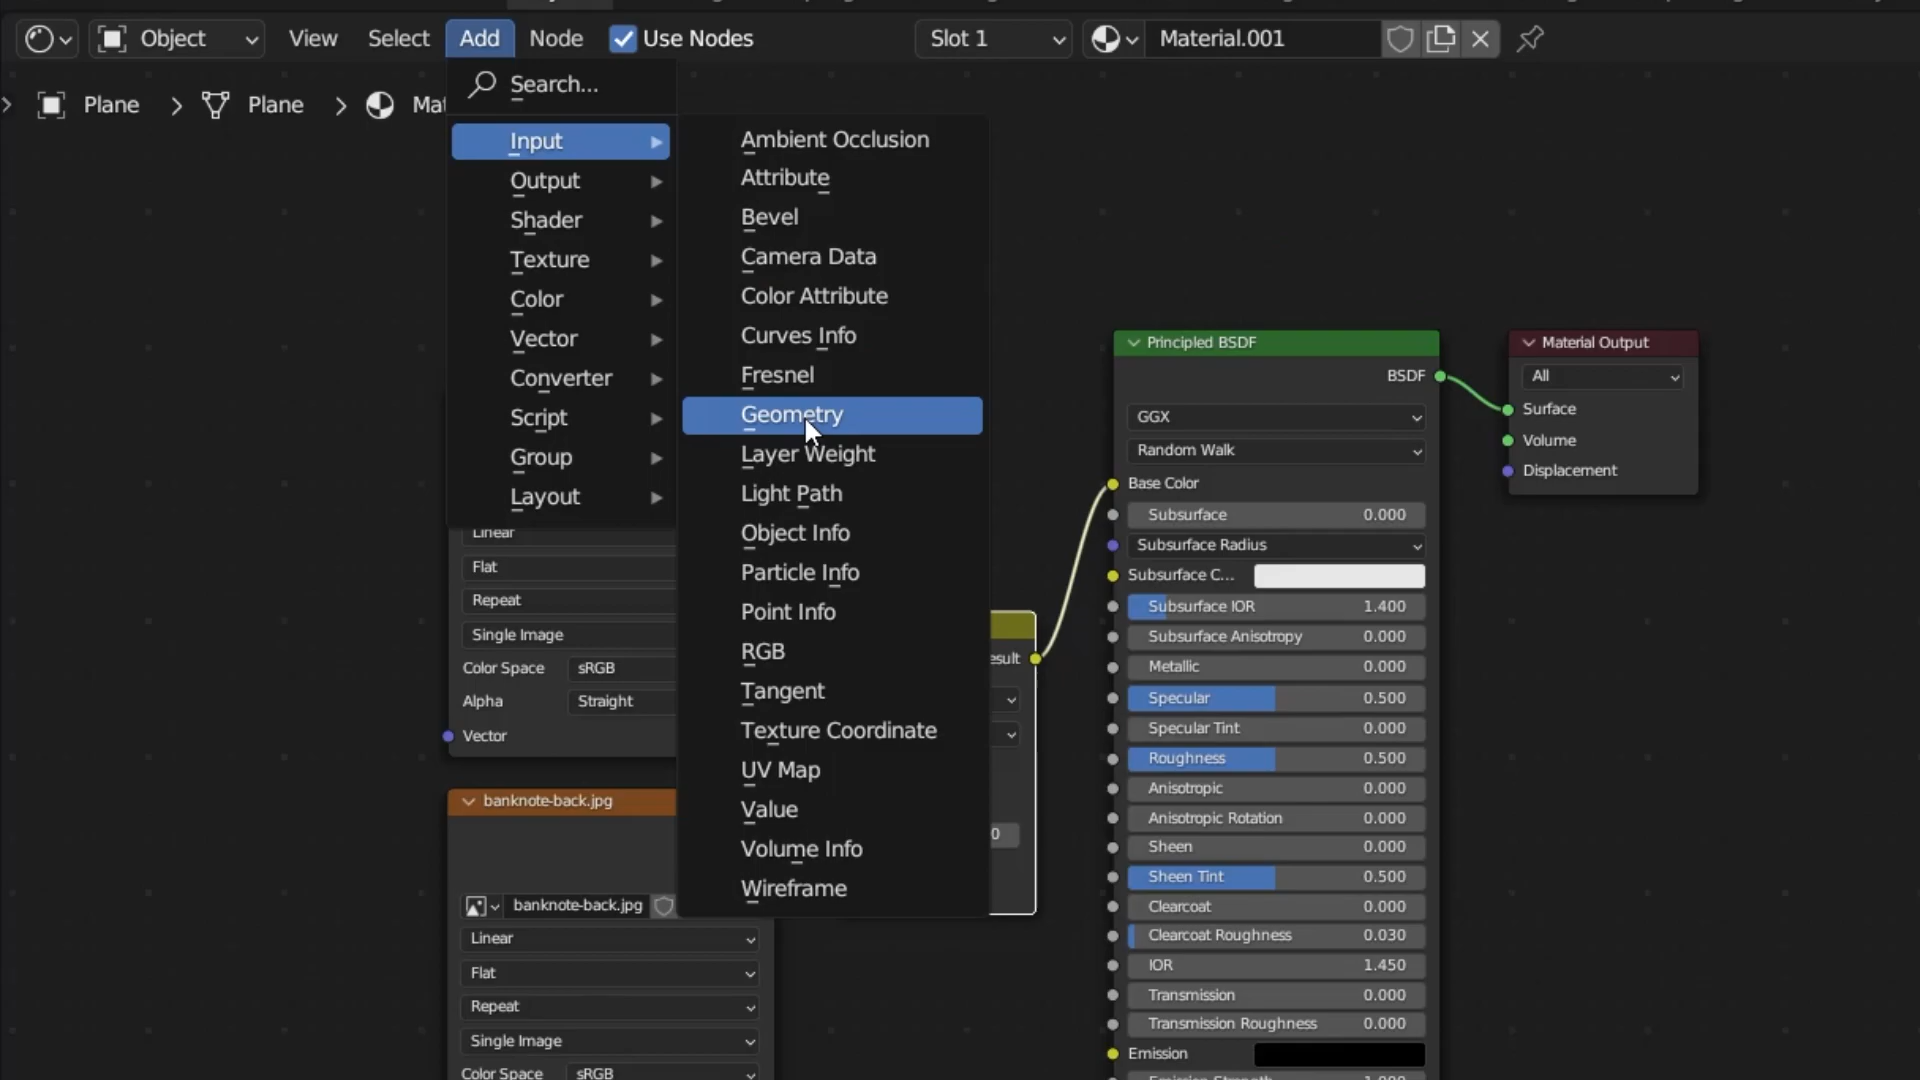 Object View Select Add Node Use Nodes Slot 1 Material.001
Plane Plane Mat
Search...
Input
Output
Shader
Texture
Color
Vector
Converter
Script
Group
Layout
Ambient Occlusion
Attribute
Bevel
Camera Data
Color Attribute
Curves Info
Fresnel
Geometry
Layer Weight
Light Path
Object Info
Particle Info
Point Info
RGB
Tangent
Texture Coordinate
UV Map
Value
Volume Info
Wireframe
Linear
Flat
Repeat
Single Image
Color Space sRGB
Alpha Straight
Vector
banknote-back.jpg
banknote-back.jpg
Linear
Flat
Repeat
Single Image
Color Space sRGB
esult
0
Principled BSDF
BSDF
GGX
Random Walk
Base Color
Subsurface 0.000
Subsurface Radius
Subsurface C...
Subsurface IOR 1.400
Subsurface Anisotropy 0.000
Metallic 0.000
Specular 0.500
Specular Tint 0.000
Roughness 0.500
Anisotropic 0.000
Anisotropic Rotation 0.000
Sheen 0.000
Sheen Tint 0.500
Clearcoat 0.000
Clearcoat Roughness 0.030
IOR 1.450
Transmission 0.000
Transmission Roughness 0.000
Emission
Material Output
All
Surface
Volume
Displacement